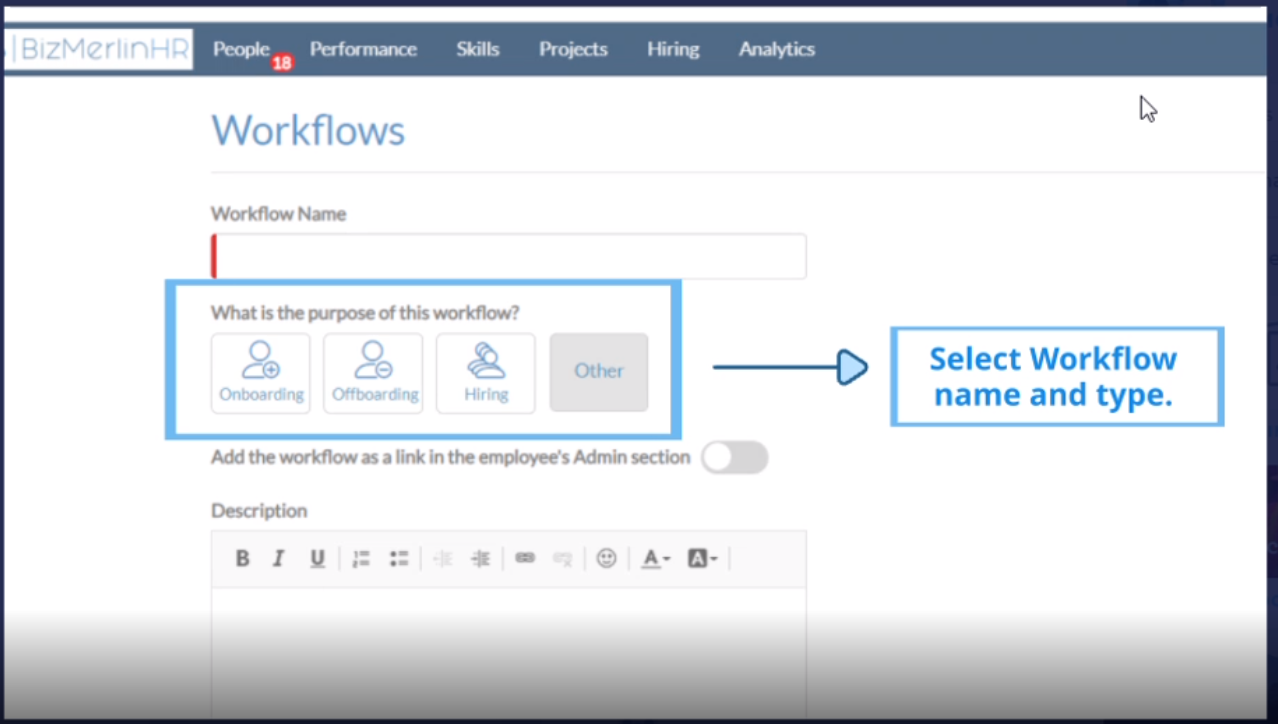 BizMerlinHR People 18 Performance Skills Projects Hiring Analytics
Workflows
Workflow Name
What is the purpose of this workflow?
Onboarding Offboarding Hiring Other
Select Workflow
name and type.
Add the workflow as a link in the employee's Admin section
Description
B I U A A